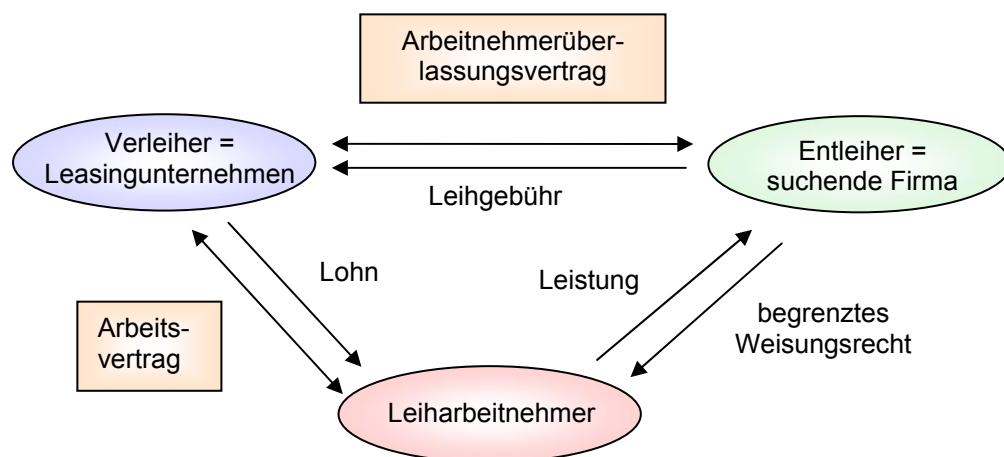 Arbeitnehmerüber-
lassungsvertrag
Verleiher =
Leasingunternehmen
Entleiher =
suchende Firma
Leihgebühr
Lohn
Leistung
Arbeits-
vertrag
begrenztes
Weisungsrecht
Leiharbeitnehmer